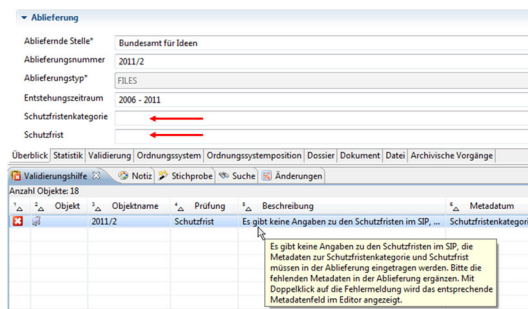 Ablieferung
Abliefernde Stelle* Bundesamt für Ideen
Ablieferungsnummer 2011/2
Ablieferungstyp* FILES
Entstehungszeitraum 2006 - 2011
Schutzfristenkategorie
Schutzfrist
Überblick Statistik Validierung Ordnungssystem Ordnungssystemposition Dossier Dokument Datei Archivische Vorgänge
Validierungshilfe Notiz Stichprobe Suche Änderungen
Anzahl Objekte: 18
1 2 Objekt 3 Objektname 4 Prüfung 5 Beschreibung 6 Metadatum
2011/2 Schutzfrist Es gibt keine Angaben zu den Schutzfristen im SIP, ... Schutzfristenkategori
Es gibt keine Angaben zu den Schutzfristen im SIP, die
Metadaten zur Schutzfristenkategorie und Schutzfrist
müssen in der Ablieferung eingetragen werden. Bitte die
fehlenden Metadaten in der Ablieferung ergänzen. Mit
Doppelklick auf die Fehlermeldung wird das entsprechende
Metadatenfeld im Editor angezeigt.